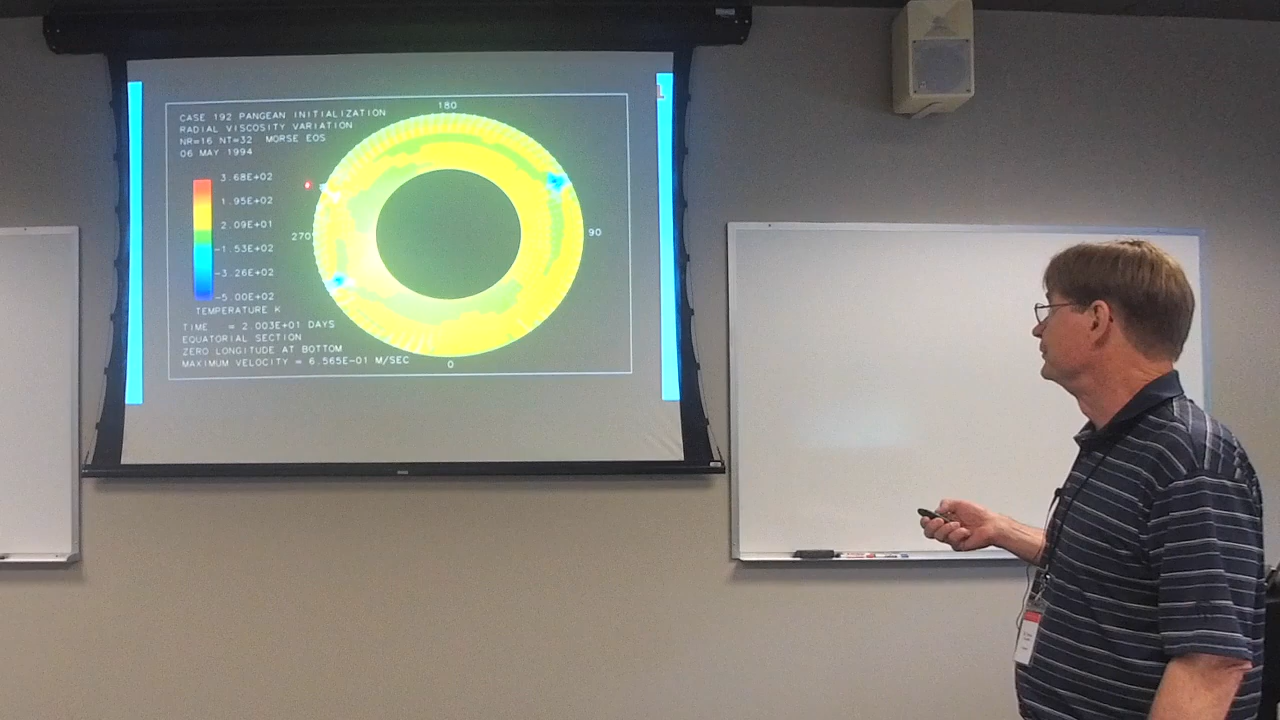 180
CASE 192 PANGEAN INITIALIZATION
RADIAL VISCOSITY VARIATION
NR=16 NT=32 MORSE EOS
06 MAY 1994
3.68E+02
1.95E+02
2.09E+01
-1.53E+02
-3.26E+02
-5.00E+02
TEMPERATURE K
270
90
TIME = 2.003E+01 DAYS
EQUATORIAL SECTION
ZERO LONGITUDE AT BOTTOM
MAXIMUM VELOCITY = 6.565E-01 M/SEC
0
L